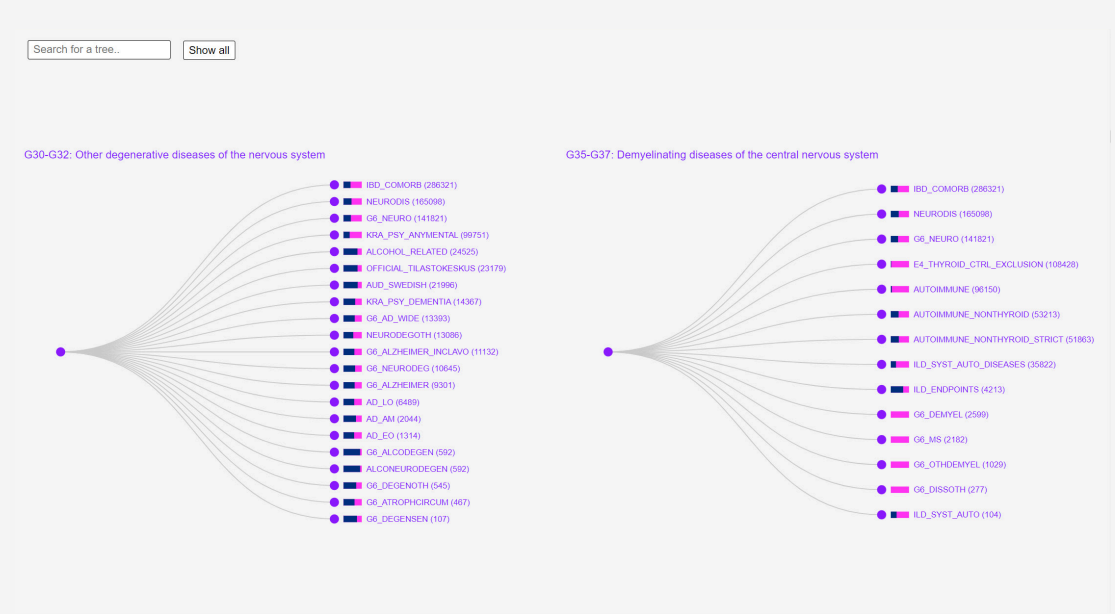 Search for a tree..
Show all
G30-G32: Other degenerative diseases of the nervous system
IBD_COMORB (286321)
NEURODIS (165098)
G6_NEURO (141821)
KRA_PSY_ANYMENTAL (99751)
ALCOHOL_RELATED (24525)
OFFICIAL_TILASTOKESKUS (23179)
AUD_SWEDISH (21996)
KRA_PSY_DEMENTIA (14367)
G6_AD_WIDE (13393)
NEURODEGOTH (13086)
G6_ALZHEIMER_INCLAVO (11132)
G6_NEURODEG (10645)
G6_ALZHEIMER (9301)
AD_LO (6489)
AD_AM (2044)
AD_EO (1314)
G6_ALCODEGEN (592)
ALCONEURODEGEN (592)
G6_DEGENOTH (545)
G6_ATROPHCIRCUM (467)
G6_DEGENSEN (107)
G35-G37: Demyelinating diseases of the central nervous system
IBD_COMORB (286321)
NEURODIS (165098)
G6_NEURO (141821)
E4_THYROID_CTRL_EXCLUSION (108428)
AUTOIMMUNE (96150)
AUTOIMMUNE_NONTHYROID (53213)
AUTOIMMUNE_NONTHYROID_STRICT (51863)
ILD_SYST_AUTO_DISEASES (35822)
ILD_ENDPOINTS (4213)
G6_DEMYEL (2599)
G6_MS (2182)
G6_OTHDEMYEL (1029)
G6_DISSOTH (277)
ILD_SYST_AUTO (104)